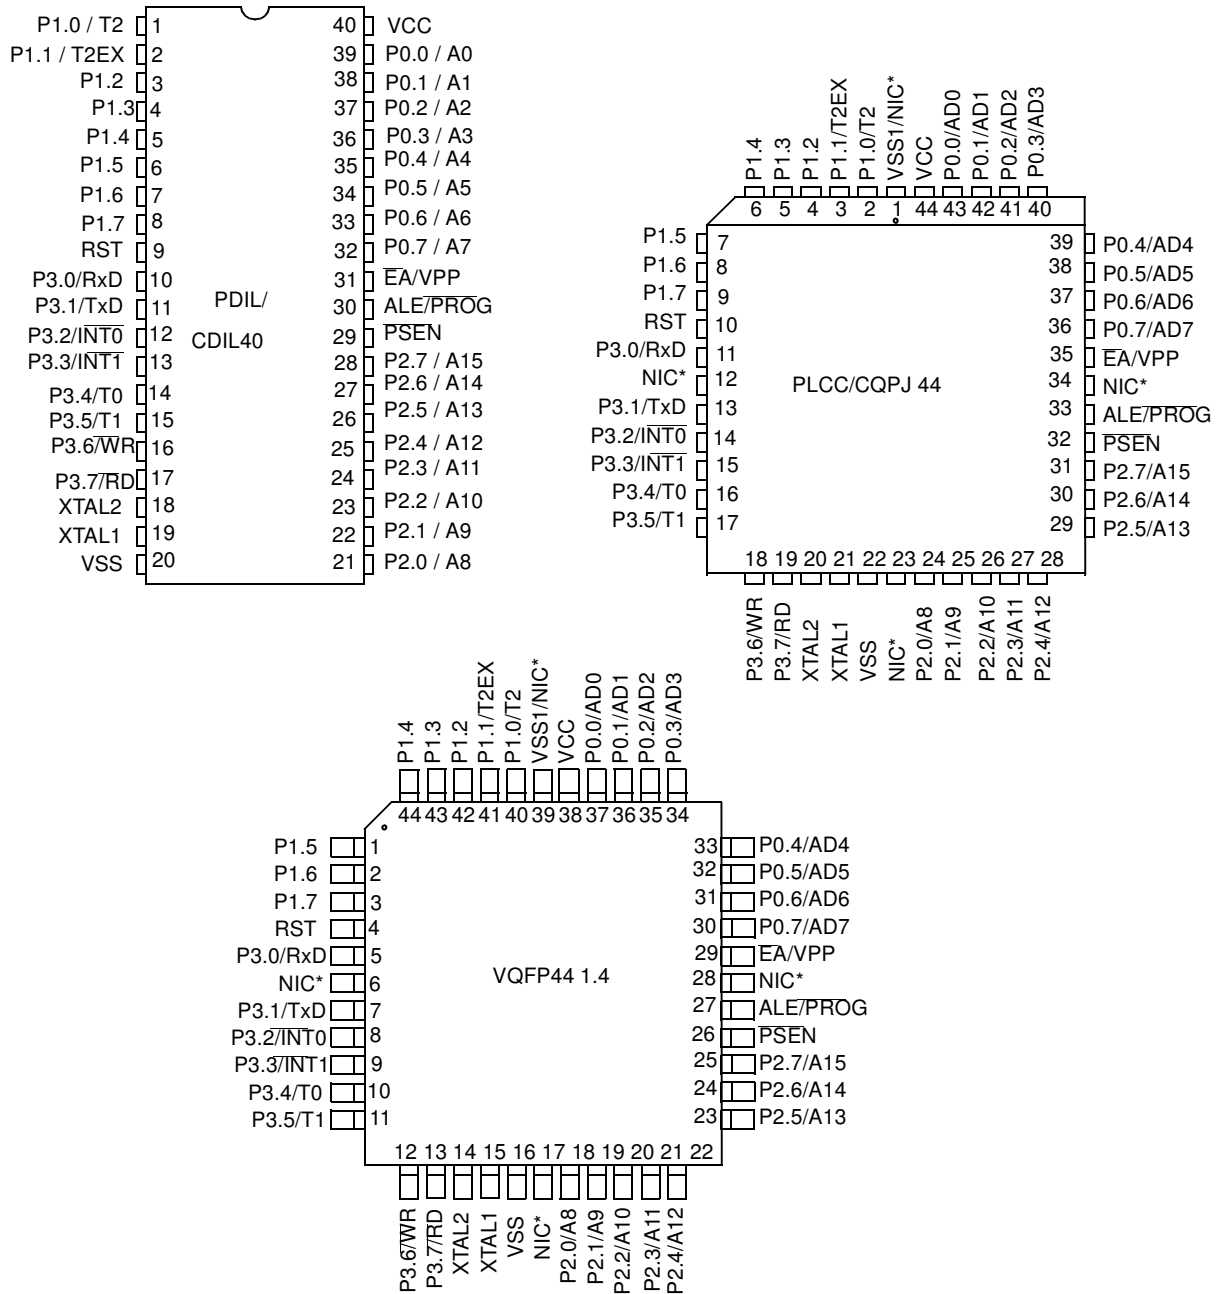 P1.0 / T2 1 40 VCC
P1.1 / T2EX 2 39 P0.0 / A0
P1.2 3 38 P0.1 / A1
P1.3 4 37 P0.2 / A2
P1.4 5 36 P0.3 / A3
P1.5 6 35 P0.4 / A4
P1.6 7 34 P0.5 / A5
P1.7 8 33 P0.6 / A6
RST 9 32 P0.7 / A7
P3.0/RxD 10 31 EA/VPP
P3.1/TxD 11 PDIL/ 30 ALE/PROG
P3.2/INT0 12 CDIL40 29 PSEN
P3.3/INT1 13 28 P2.7 / A15
P3.4/T0 14 27 P2.6 / A14
P3.5/T1 15 26 P2.5 / A13
P3.6/WR 16 25 P2.4 / A12
P3.7/RD 17 24 P2.3 / A11
XTAL2 18 23 P2.2 / A10
XTAL1 19 22 P2.1 / A9
VSS 20 21 P2.0 / A8
P1.4 P1.3 P1.2 P1.1/T2EX P1.0/T2 VSS1/NIC* VCC P0.0/AD0 P0.1/AD1 P0.2/AD2 P0.3/AD3
6 5 4 3 2 1 44 43 42 41 40
P1.5 7 39 P0.4/AD4
P1.6 8 38 P0.5/AD5
P1.7 9 37 P0.6/AD6
RST 10 36 P0.7/AD7
P3.0/RxD 11 35 EA/VPP
NIC* 12 PLCC/CQPJ 44 34 NIC*
P3.1/TxD 13 33 ALE/PROG
P3.2/INT0 14 32 PSEN
P3.3/INT1 15 31 P2.7/A15
P3.4/T0 16 30 P2.6/A14
P3.5/T1 17 29 P2.5/A13
18 19 20 21 22 23 24 25 26 27 28
P3.6/WR P3.7/RD XTAL2 XTAL1 VSS NIC* P2.0/A8 P2.1/A9 P2.2/A10 P2.3/A11 P2.4/A12
P1.4 P1.3 P1.2 P1.1/T2EX P1.0/T2 VSS1/NIC* VCC P0.0/AD0 P0.1/AD1 P0.2/AD2 P0.3/AD3
44 43 42 41 40 39 38 37 36 35 34
P1.5 1 33 P0.4/AD4
P1.6 2 32 P0.5/AD5
P1.7 3 31 P0.6/AD6
RST 4 30 P0.7/AD7
P3.0/RxD 5 29 EA/VPP
NIC* 6 VQFP44 1.4 28 NIC*
P3.1/TxD 7 27 ALE/PROG
P3.2/INT0 8 26 PSEN
P3.3/INT1 9 25 P2.7/A15
P3.4/T0 10 24 P2.6/A14
P3.5/T1 11 23 P2.5/A13
12 13 14 15 16 17 18 19 20 21 22
P3.6/WR P3.7/RD XTAL2 XTAL1 VSS NIC* P2.0/A8 P2.1/A9 P2.2/A10 P2.3/A11 P2.4/A12